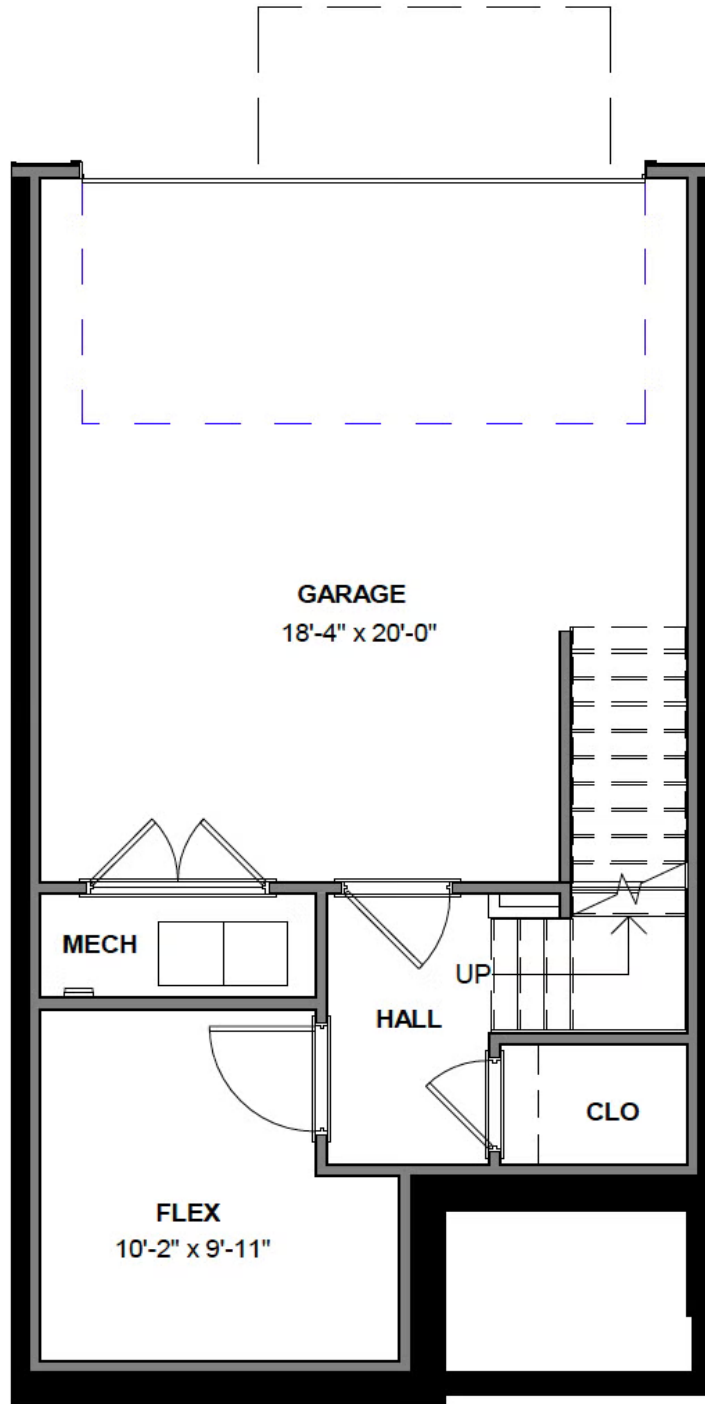 GARAGE
18'-4" x 20'-0"
MECH
UP
HALL
CLO
FLEX
10'-2" x 9'-11"